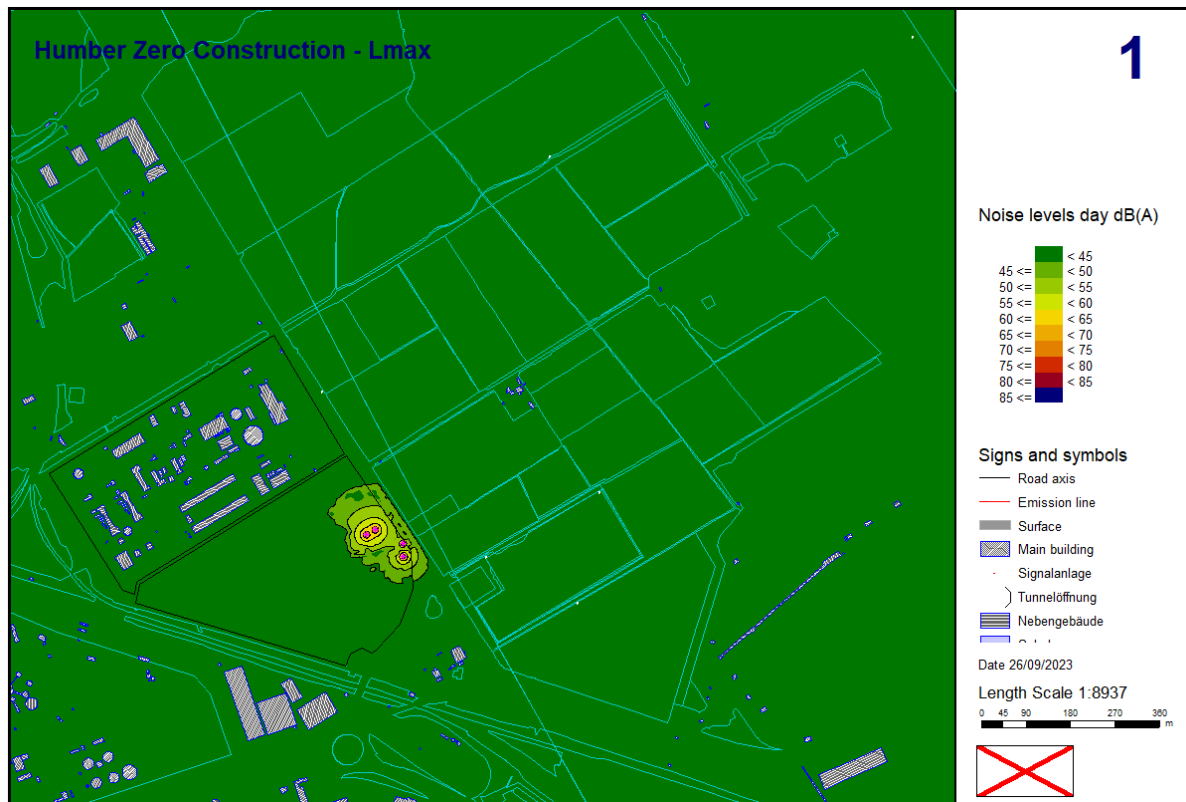 Humber Zero Construction - Lmax
1
Noise levels day dB(A)
< 45
45 <= < 50
50 <= < 55
55 <= < 60
60 <= < 65
65 <= < 70
70 <= < 75
75 <= < 80
80 <= < 85
85 <=
Signs and symbols
Road axis
Emission line
Surface
Main building
Signalanlage
Tunnelöffnung
Nebengebäude
Date 26/09/2023
Length Scale 1:8937
0 45 90 180 270 360
m